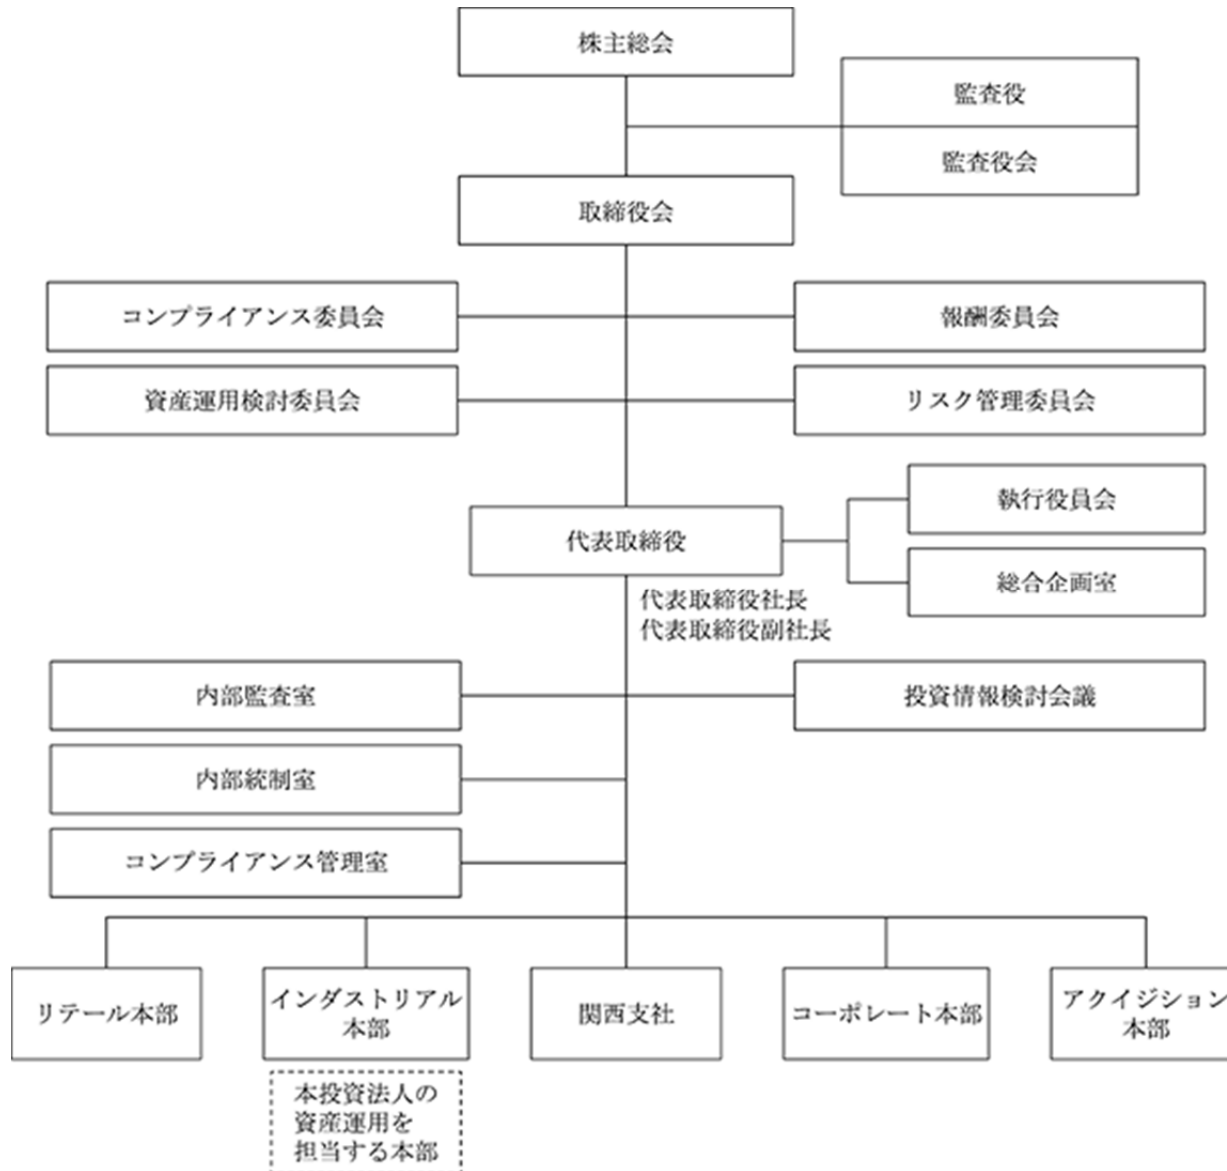 株主総会
監査役
監査役会
取締役会
コンプライアンス委員会
報酬委員会
資産運用検討委員会
リスク管理委員会
執行役員会
代表取締役
総合企画室
代表取締役社長
代表取締役副社長
内部監査室
投資情報検討会議
内部統制室
コンプライアンス管理室
リテール本部
インダストリアル
本部
関西支社
コーポレート本部
アクイジション
本部
本投資法人の
資産運用を
担当する本部